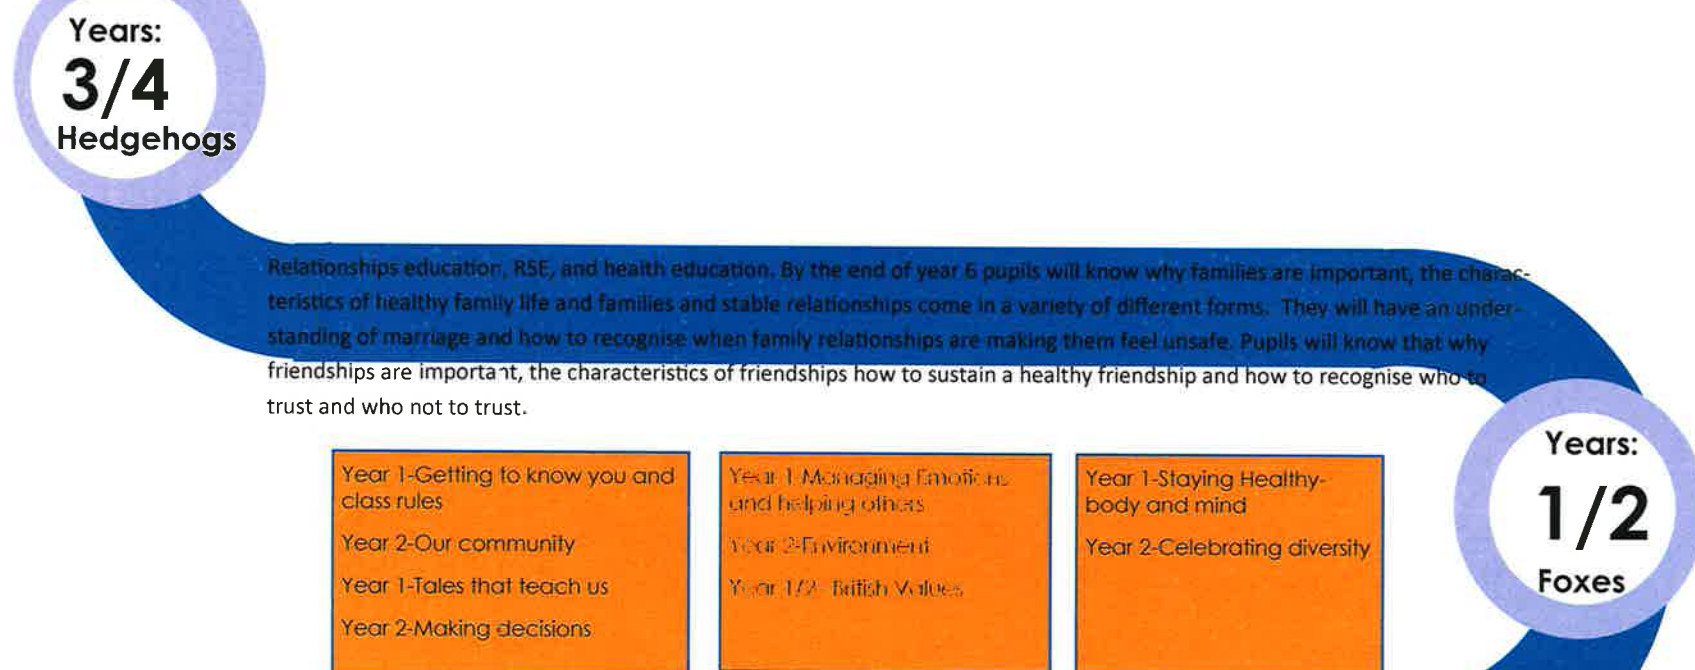 Years:
3/4
Hedgehogs
Relationships education, RSE, and health education. By the end of year 6 pupils will know why families are important, the charac-
teristics of healthy family life and families and stable relationships come in a variety of different forms. They will have an under-
standing of marriage and how to recognise when family relationships are making them feel unsafe. Pupils will know that why
friendships are important, the characteristics of friendships how to sustain a healthy friendship and how to recognise who to
trust and who not to trust.
Year 1-Getting to know you and
class rules
Year 2-Our community
Year 1-Tales that teach us
Year 2-Making decisions
Year 1 Managing Emotions
and helping others
Year 2-Environment
Year 1/2- British Values
Year 1-Staying Healthy-
body and mind
Year 2-Celebrating diversity
Years:
1/2
Foxes